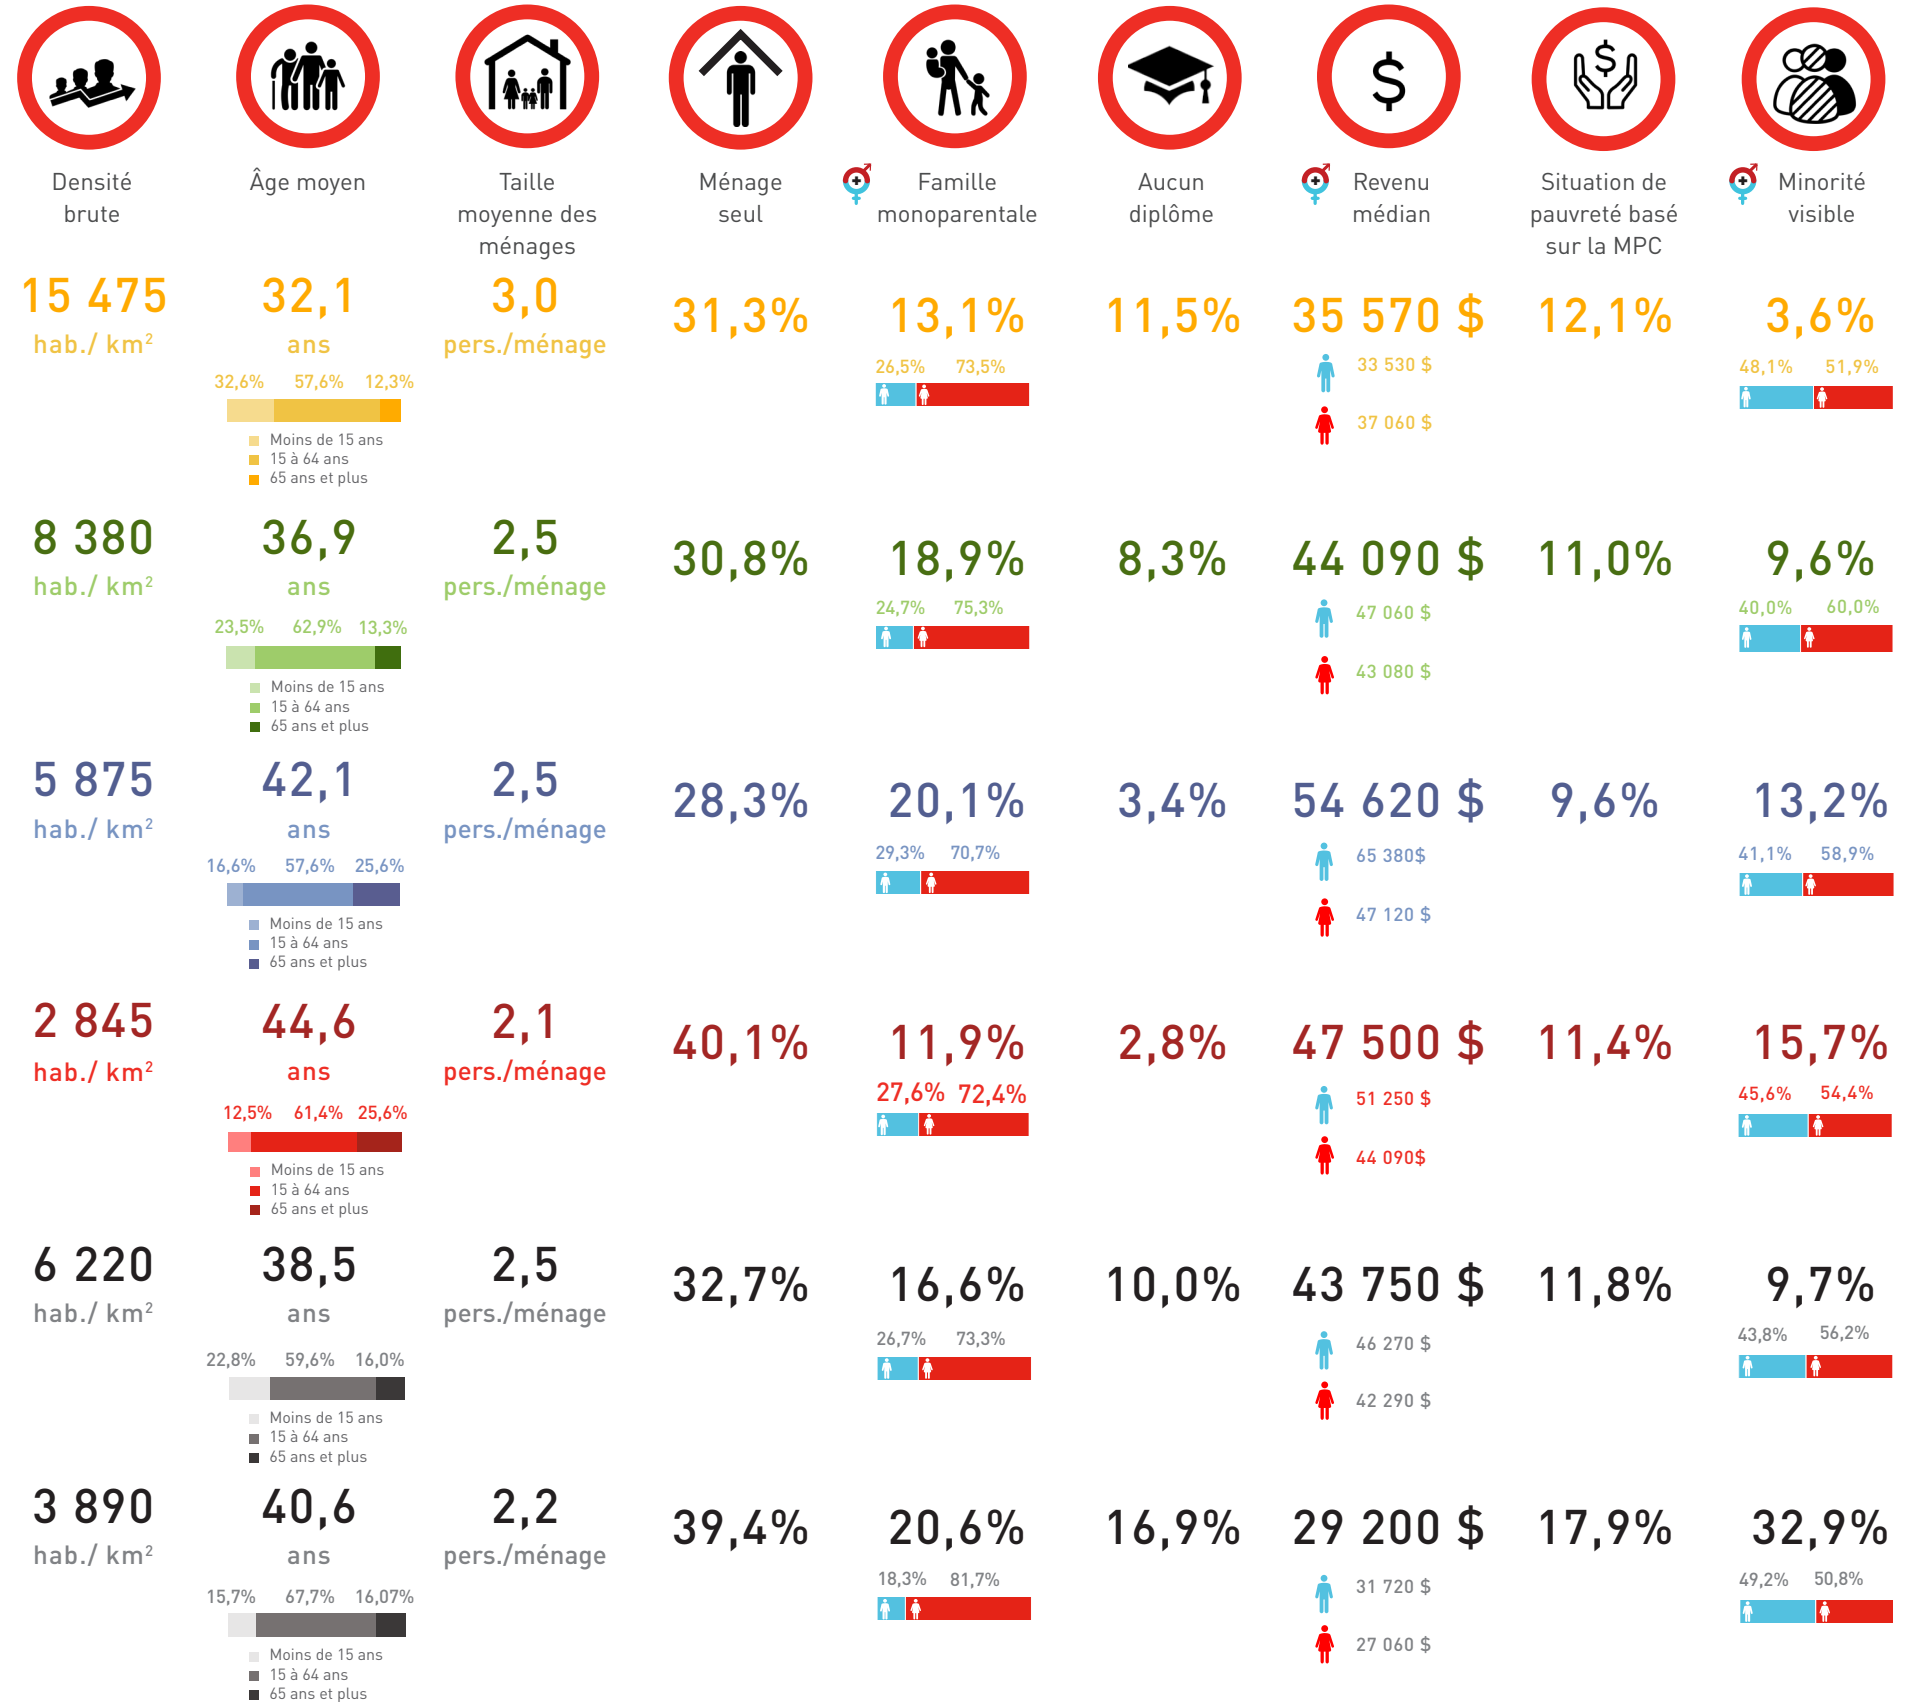 Densité
brute
Âge moyen
Taille
moyenne des
ménages
Ménage
seul
Famille
monoparentale
Aucun
diplôme
Revenu
médian
Situation de
pauvreté basé
sur la MPC
Minorité
visible
15 475
hab./ km²
32,1
ans
32,6% 57,6% 12,3%
Moins de 15 ans
15 à 64 ans
65 ans et plus
3,0
pers./ménage
31,3%
13,1%
26,5% 73,5%
11,5%
35 570 $
33 530 $
37 060 $
12,1%
3,6%
48,1% 51,9%
8 380
hab./ km²
36,9
ans
23,5% 62,9% 13,3%
Moins de 15 ans
15 à 64 ans
65 ans et plus
2,5
pers./ménage
30,8%
18,9%
24,7% 75,3%
8,3%
44 090 $
47 060 $
43 080 $
11,0%
9,6%
40,0% 60,0%
5 875
hab./ km²
42,1
ans
16,6% 57,6% 25,6%
Moins de 15 ans
15 à 64 ans
65 ans et plus
2,5
pers./ménage
28,3%
20,1%
29,3% 70,7%
3,4%
54 620 $
65 380$
47 120 $
9,6%
13,2%
41,1% 58,9%
2 845
hab./ km²
44,6
ans
12,5% 61,4% 25,6%
Moins de 15 ans
15 à 64 ans
65 ans et plus
2,1
pers./ménage
40,1%
11,9%
27,6% 72,4%
2,8%
47 500 $
51 250 $
44 090$
11,4%
15,7%
45,6% 54,4%
6 220
hab./ km²
38,5
ans
22,8% 59,6% 16,0%
Moins de 15 ans
15 à 64 ans
65 ans et plus
2,5
pers./ménage
32,7%
16,6%
26,7% 73,3%
10,0%
43 750 $
46 270 $
42 290 $
11,8%
9,7%
43,8% 56,2%
3 890
hab./ km²
40,6
ans
15,7% 67,7% 16,07%
Moins de 15 ans
15 à 64 ans
65 ans et plus
2,2
pers./ménage
39,4%
20,6%
18,3% 81,7%
16,9%
29 200 $
31 720 $
27 060 $
17,9%
32,9%
49,2% 50,8%